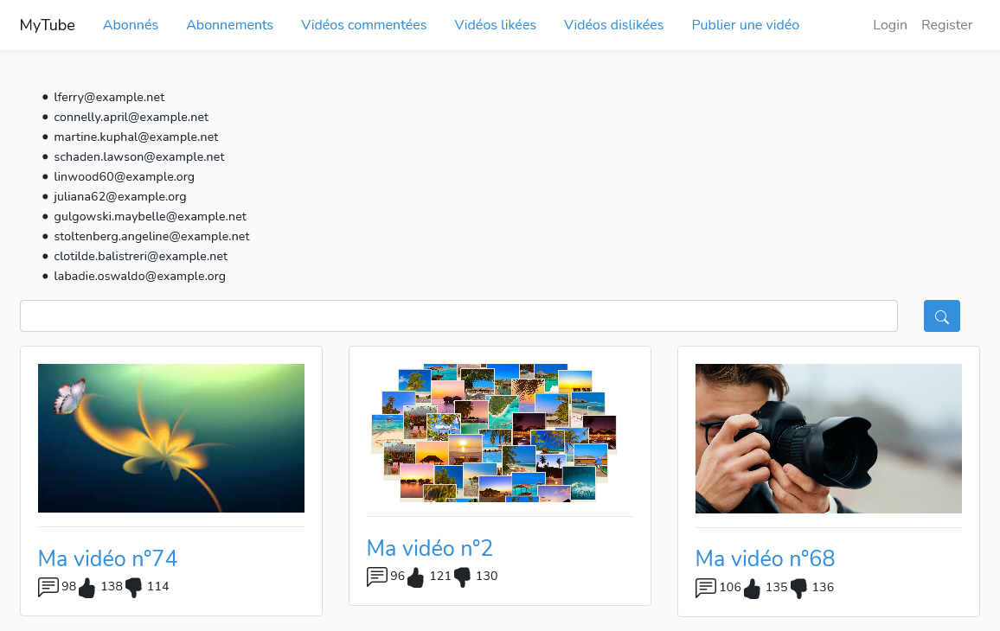 MyTube Abonnés Abonnements Vidéos commentées Vidéos likées Vidéos dislikées Publier une vidéo Login Register
lferry@example.net
connelly.april@example.net
martine.kuphal@example.net
schaden.lawson@example.net
linwood60@example.org
juliana62@example.org
gulgowski.maybelle@example.net
stoltenberg.angeline@example.net
clotilde.balistreri@example.net
labadie.oswaldo@example.org
Ma vidéo n°74
98 138 114
Ma vidéo n°2
96 121 130
Ma vidéo n°68
106 135 136